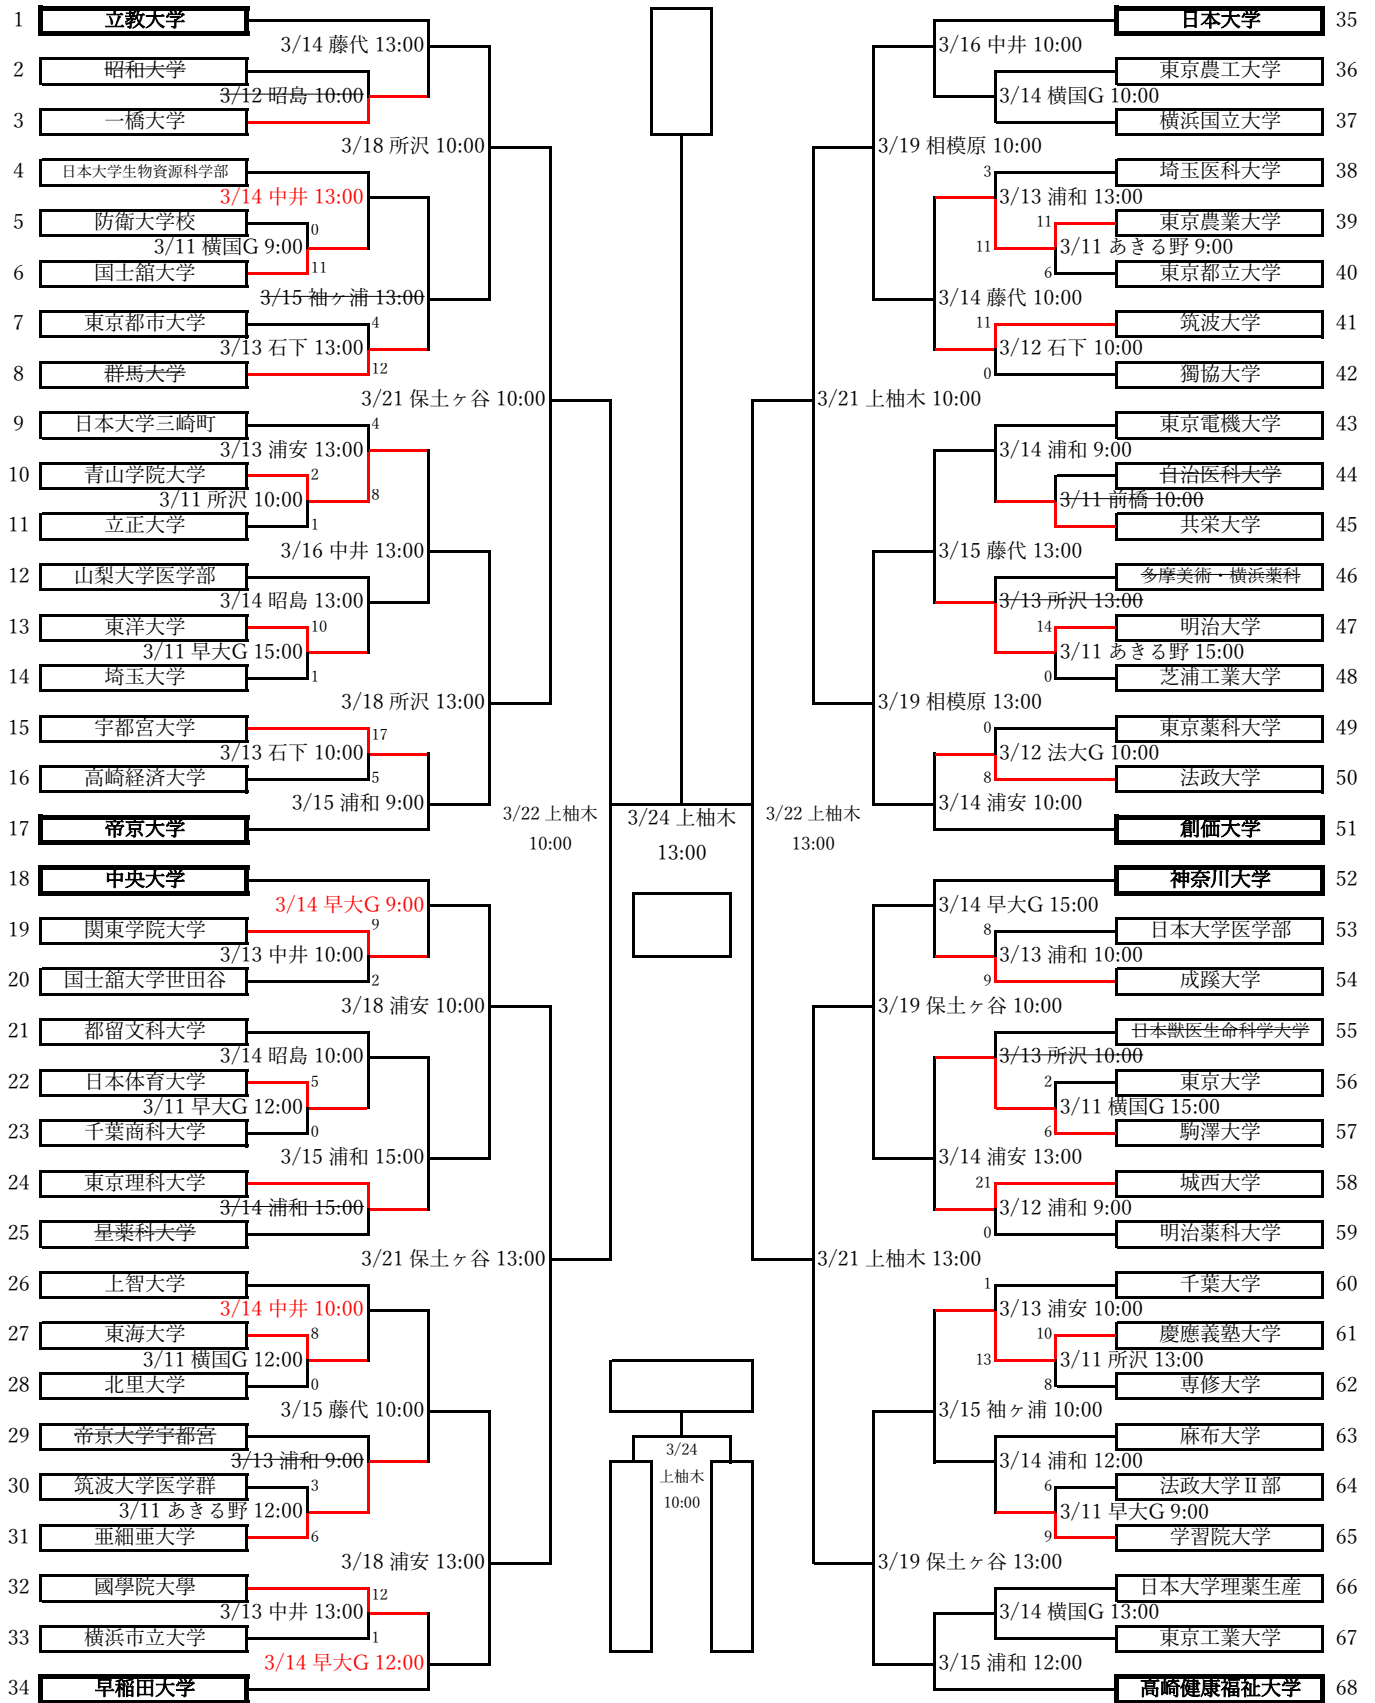 1 立教大学
3/14 藤代 13:00
2 昭和大学
3/12 昭島 10:00
3 一橋大学
3/18 所沢 10:00
4 日本大学生物資源科学部
3/14 中井 13:00
5 防衛大学校
0
3/11 横国G 9:00
6 国士舘大学
11
3/15 袖ヶ浦 13:00
7 東京都市大学
4
3/13 石下 13:00
8 群馬大学
12
3/21 保土ヶ谷 10:00
9 日本大学三崎町
4
3/13 浦安 13:00
10 青山学院大学
2
3/11 所沢 10:00
8
11 立正大学
1
3/16 中井 13:00
12 山梨大学医学部
3/14 昭島 13:00
13 東洋大学
10
3/11 早大G 15:00
14 埼玉大学
1
3/18 所沢 13:00
15 宇都宮大学
17
3/13 石下 10:00
16 高崎経済大学
5
3/15 浦和 9:00
17 帝京大学
3/22 上柚木
10:00
18 中央大学
3/14 早大G 9:00
19 関東学院大学
9
3/13 中井 10:00
20 国士舘大学世田谷
2
3/18 浦安 10:00
21 都留文科大学
3/14 昭島 10:00
22 日本体育大学
5
3/11 早大G 12:00
23 千葉商科大学
0
3/15 浦和 15:00
24 東京理科大学
3/14 浦和 15:00
25 星薬科大学
3/21 保土ヶ谷 13:00
26 上智大学
3/14 中井 10:00
27 東海大学
8
3/11 横国G 12:00
28 北里大学
0
3/15 藤代 10:00
29 帝京大学宇都宮
3/13 浦和 9:00
30 筑波大学医学群
3
3/11 あきる野 12:00
31 亜細亜大学
6
3/18 浦安 13:00
32 國學院大學
12
3/13 中井 13:00
33 横浜市立大学
1
3/14 早大G 12:00
34 早稲田大学
3/24 上柚木
13:00
3/24
上柚木
10:00
日本大学 35
3/16 中井 10:00
東京農工大学 36
3/14 横国G 10:00
横浜国立大学 37
3/19 相模原 10:00
3
埼玉医科大学 38
3/13 浦和 13:00
11
東京農業大学 39
11
3/11 あきる野 9:00
6
東京都立大学 40
3/14 藤代 10:00
11
筑波大学 41
3/12 石下 10:00
0
獨協大学 42
3/21 上柚木 10:00
東京電機大学 43
3/14 浦和 9:00
自治医科大学 44
3/11 前橋 10:00
共栄大学 45
3/15 藤代 13:00
多摩美術・横浜薬科 46
3/13 所沢 13:00
14
明治大学 47
3/11 あきる野 15:00
0
芝浦工業大学 48
3/19 相模原 13:00
0
東京薬科大学 49
3/12 法大G 10:00
8
法政大学 50
3/14 浦安 10:00
創価大学 51
3/22 上柚木
13:00
神奈川大学 52
3/14 早大G 15:00
8
日本大学医学部 53
3/13 浦和 10:00
9
成蹊大学 54
3/19 保土ヶ谷 10:00
日本獣医生命科学大学 55
3/13 所沢 10:00
2
東京大学 56
3/11 横国G 15:00
6
駒澤大学 57
3/14 浦安 13:00
21
城西大学 58
3/12 浦和 9:00
0
明治薬科大学 59
3/21 上柚木 13:00
1
千葉大学 60
3/13 浦安 10:00
10
慶應義塾大学 61
13
3/11 所沢 13:00
8
専修大学 62
3/15 袖ヶ浦 10:00
麻布大学 63
3/14 浦和 12:00
6
法政大学Ⅱ部 64
3/11 早大G 9:00
9
学習院大学 65
3/19 保土ヶ谷 13:00
日本大学理薬生産 66
3/14 横国G 13:00
東京工業大学 67
3/15 浦和 12:00
高崎健康福祉大学 68